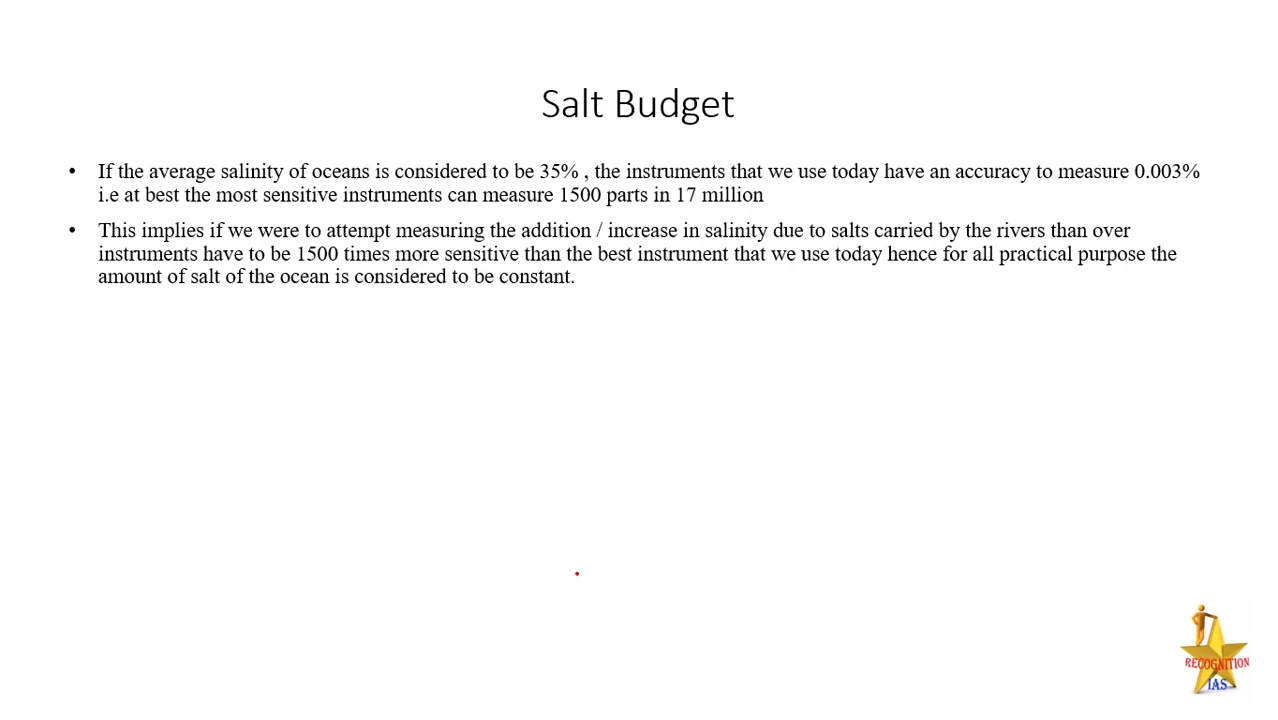 Salt Budget
• If the average salinity of oceans is considered to be 35% , the instruments that we use today have an accuracy to measure 0.003%
i.e at best the most sensitive instruments can measure 1500 parts in 17 million
• This implies if we were to attempt measuring the addition / increase in salinity due to salts carried by the rivers than over
instruments have to be 1500 times more sensitive than the best instrument that we use today hence for all practical purpose the
amount of salt of the ocean is considered to be constant.
RECOGNITION
IAS